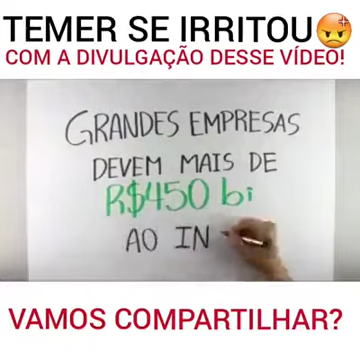 TEMER SE IRRITOU
COM A DIVULGAÇÃO DESSE VÍDEO!
GRANDES EMPRESAS
DEVEM MAIS DE
R$450 bi
AO IN
VAMOS COMPARTILHAR?